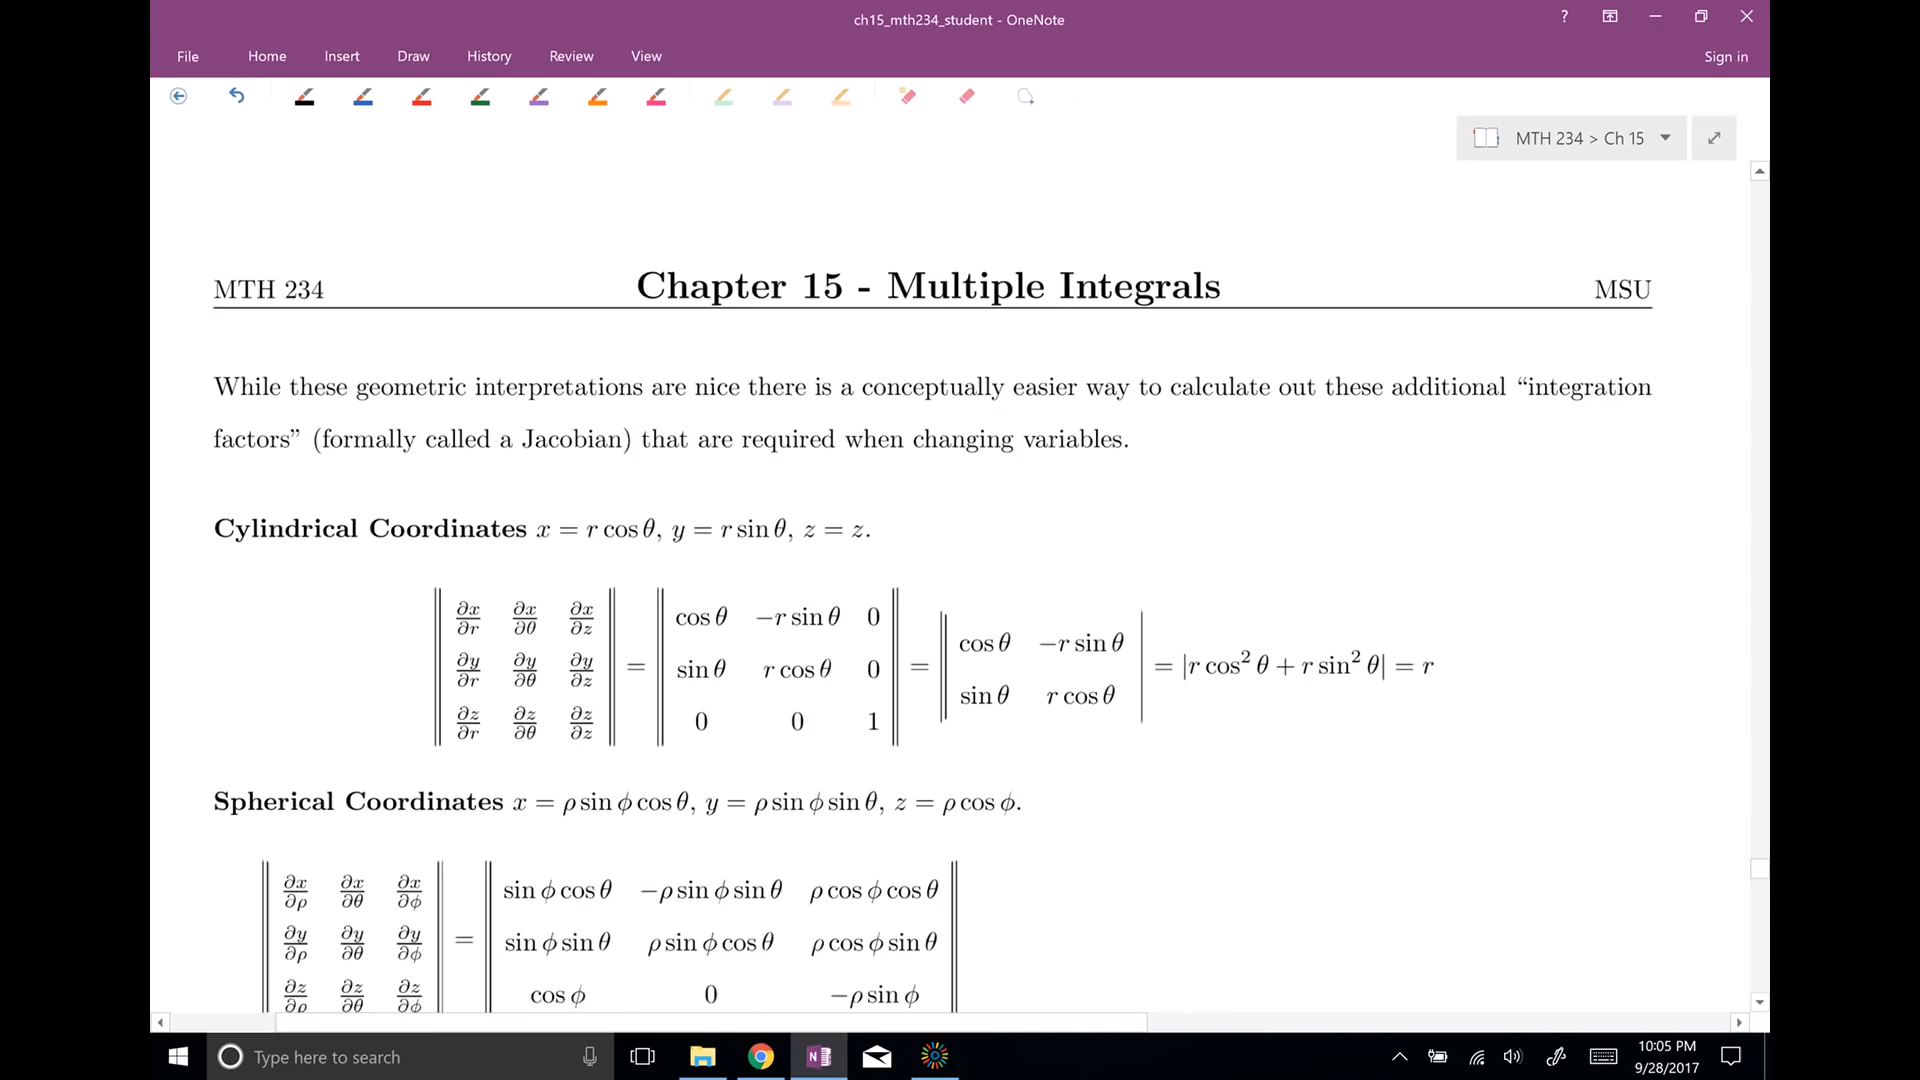 ch15_mth234_student - OneNote
?
File Home Insert Draw History Review View Sign in
MTH 234 > Ch 15
MTH 234 Chapter 15 - Multiple Integrals MSU
While these geometric interpretations are nice there is a conceptually easier way to calculate out these additional “integration
factors” (formally called a Jacobian) that are required when changing variables.
Cylindrical Coordinates x = r cos θ, y = r sin θ, z = z.
‖ ∂x/∂r ∂x/∂θ ∂x/∂z ‖ ‖ cos θ −r sin θ 0 ‖
‖ ∂y/∂r ∂y/∂θ ∂y/∂z ‖ = ‖ sin θ r cos θ 0 ‖ = ‖ cos θ −r sin θ | = |r cos² θ + r sin² θ| = r
‖ ∂z/∂r ∂z/∂θ ∂z/∂z ‖ ‖ 0 0 1 ‖ ‖ sin θ r cos θ |
Spherical Coordinates x = ρ sin ϕ cos θ, y = ρ sin ϕ sin θ, z = ρ cos ϕ.
‖ ∂x/∂ρ ∂x/∂θ ∂x/∂ϕ ‖ ‖ sin ϕ cos θ −ρ sin ϕ sin θ ρ cos ϕ cos θ ‖
‖ ∂y/∂ρ ∂y/∂θ ∂y/∂ϕ ‖ = ‖ sin ϕ sin θ ρ sin ϕ cos θ ρ cos ϕ sin θ ‖
‖ ∂z/∂ρ ∂z/∂θ ∂z/∂ϕ ‖ ‖ cos ϕ 0 −ρ sin ϕ ‖
Type here to search
N
10:05 PM
9/28/2017